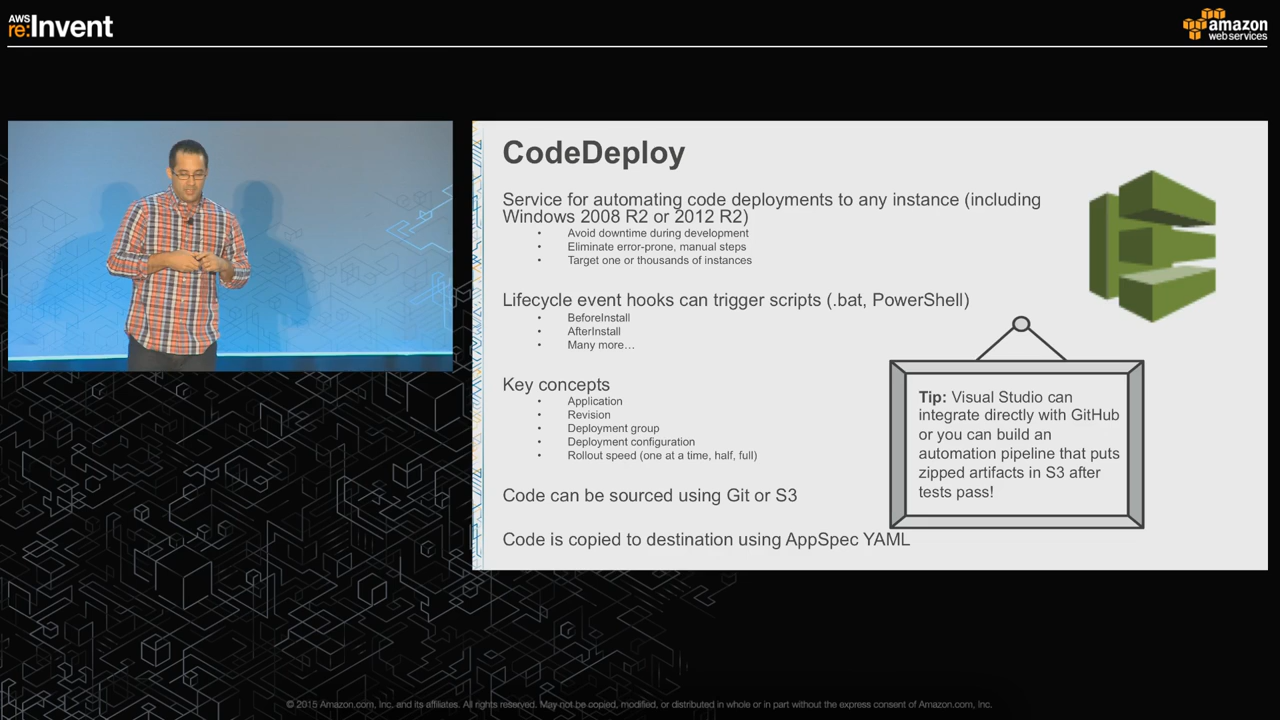 AWS
re:Invent
amazon
web services
CodeDeploy
Service for automating code deployments to any instance (including
Windows 2008 R2 or 2012 R2)
• Avoid downtime during development
• Eliminate error-prone, manual steps
• Target one or thousands of instances
Lifecycle event hooks can trigger scripts (.bat, PowerShell)
• BeforeInstall
• AfterInstall
• Many more…
Key concepts
• Application
• Revision
• Deployment group
• Deployment configuration
• Rollout speed (one at a time, half, full)
Code can be sourced using Git or S3
Code is copied to destination using AppSpec YAML
Tip: Visual Studio can
integrate directly with GitHub
or you can build an
automation pipeline that puts
zipped artifacts in S3 after
tests pass!
© 2015 Amazon.com, Inc. and its affiliates. All rights reserved. May not be copied, modified, or distributed in whole or in part without the express consent of Amazon.com, Inc.